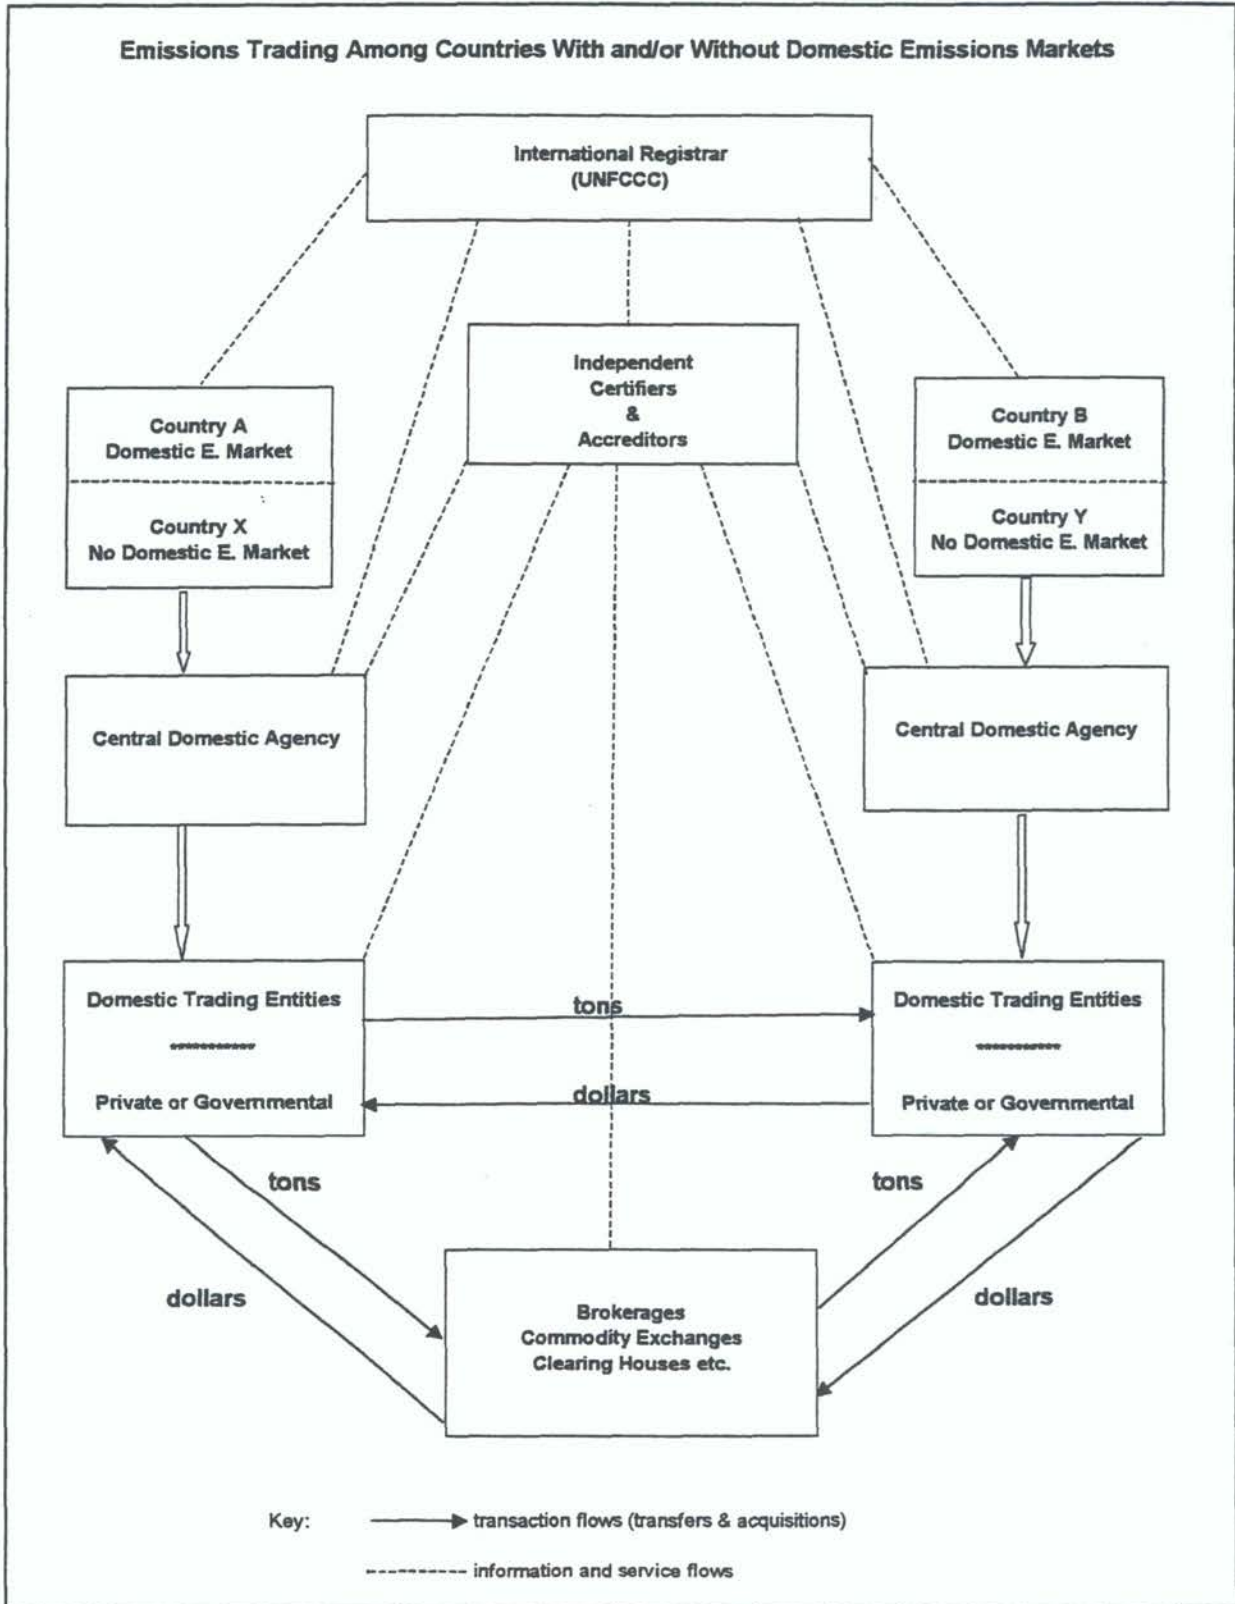 Emissions Trading Among Countries With and/or Without Domestic Emissions Markets
International Registrar
(UNFCCC)
Independent
Certifiers
&
Accreditors
Country A
Domestic E. Market
Country X
No Domestic E. Market
Country B
Domestic E. Market
Country Y
No Domestic E. Market
Central Domestic Agency
Central Domestic Agency
Domestic Trading Entities
Private or Governmental
Domestic Trading Entities
Private or Governmental
tons
dollars
tons
dollars
tons
dollars
Brokerages
Commodity Exchanges
Clearing Houses etc.
Key:
transaction flows (transfers & acquisitions)
information and service flows